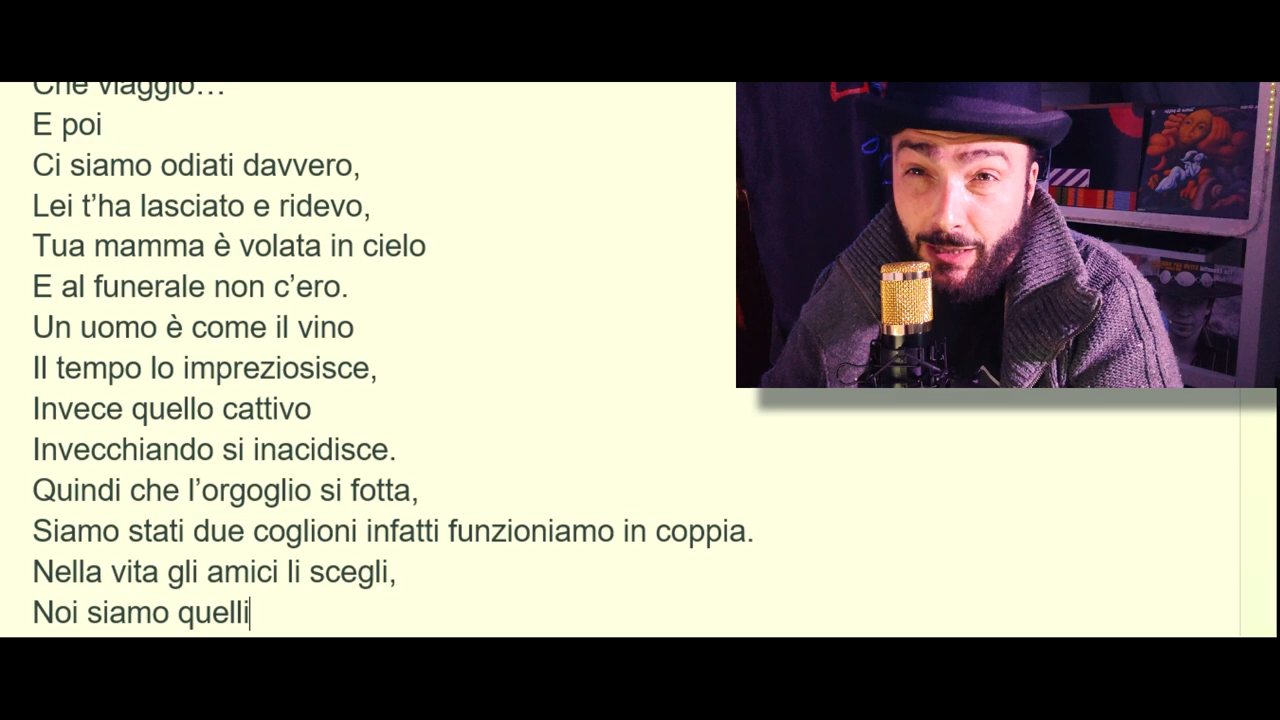 Che viaggio…
E poi
Ci siamo odiati davvero,
Lei t’ha lasciato e ridevo,
Tua mamma è volata in cielo
E al funerale non c’ero.
Un uomo è come il vino
Il tempo lo impreziosisce,
Invece quello cattivo
Invecchiando si inacidisce.
Quindi che l’orgoglio si fotta,
Siamo stati due coglioni infatti funzioniamo in coppia.
Nella vita gli amici li scegli,
Noi siamo quelli